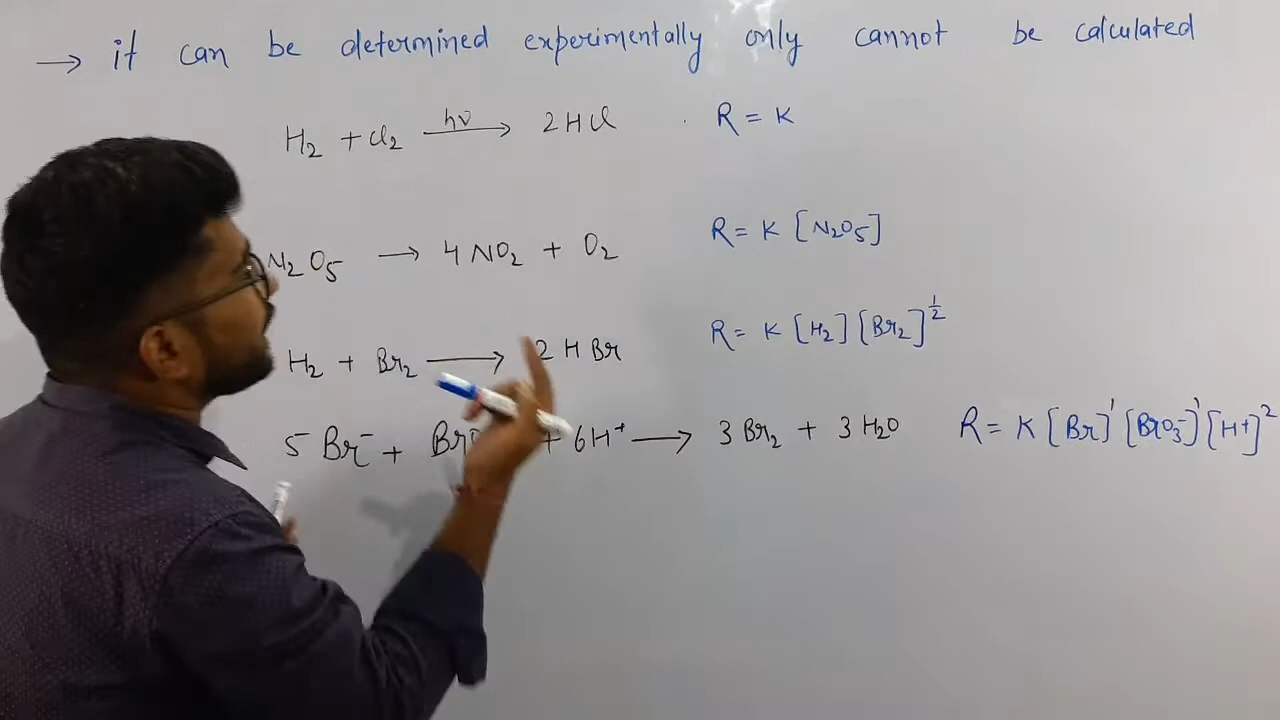 → it can be determined experimentally only cannot be calculated
H₂ + Cl₂ —hν→ 2HCl R = K
N₂O₅ → 4NO₂ + O₂ R = K [N₂O₅]
H₂ + Br₂ → 2HBr R = K [H₂][Br₂]^½
5Br⁻ + Br + 6H⁺ → 3Br₂ + 3H₂O R = K [Br⁻]¹[BrO₃⁻]¹[H⁺]²